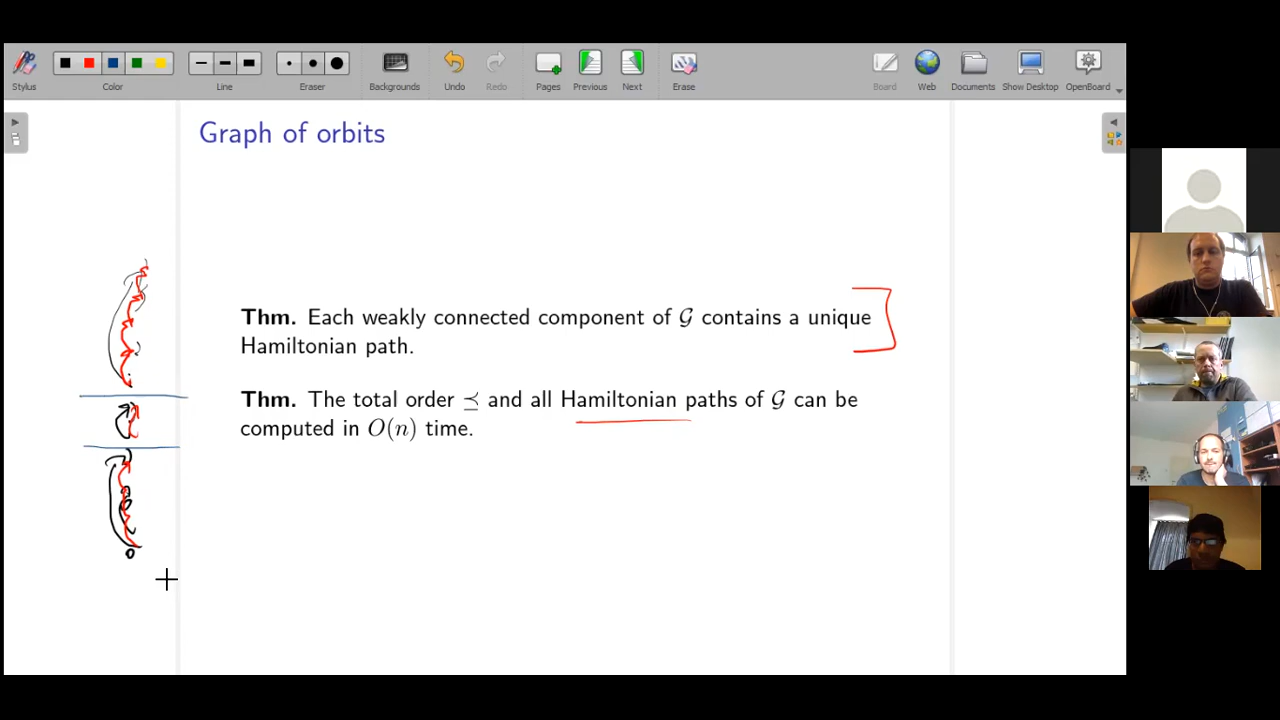 Stylus Color Line Eraser Backgrounds Undo Redo Pages Previous Next Erase Board Web Documents Show Desktop OpenBoard
Graph of orbits
Thm. Each weakly connected component of 𝒢 contains a unique
Hamiltonian path.
Thm. The total order ⪯ and all Hamiltonian paths of 𝒢 can be
computed in O(n) time.